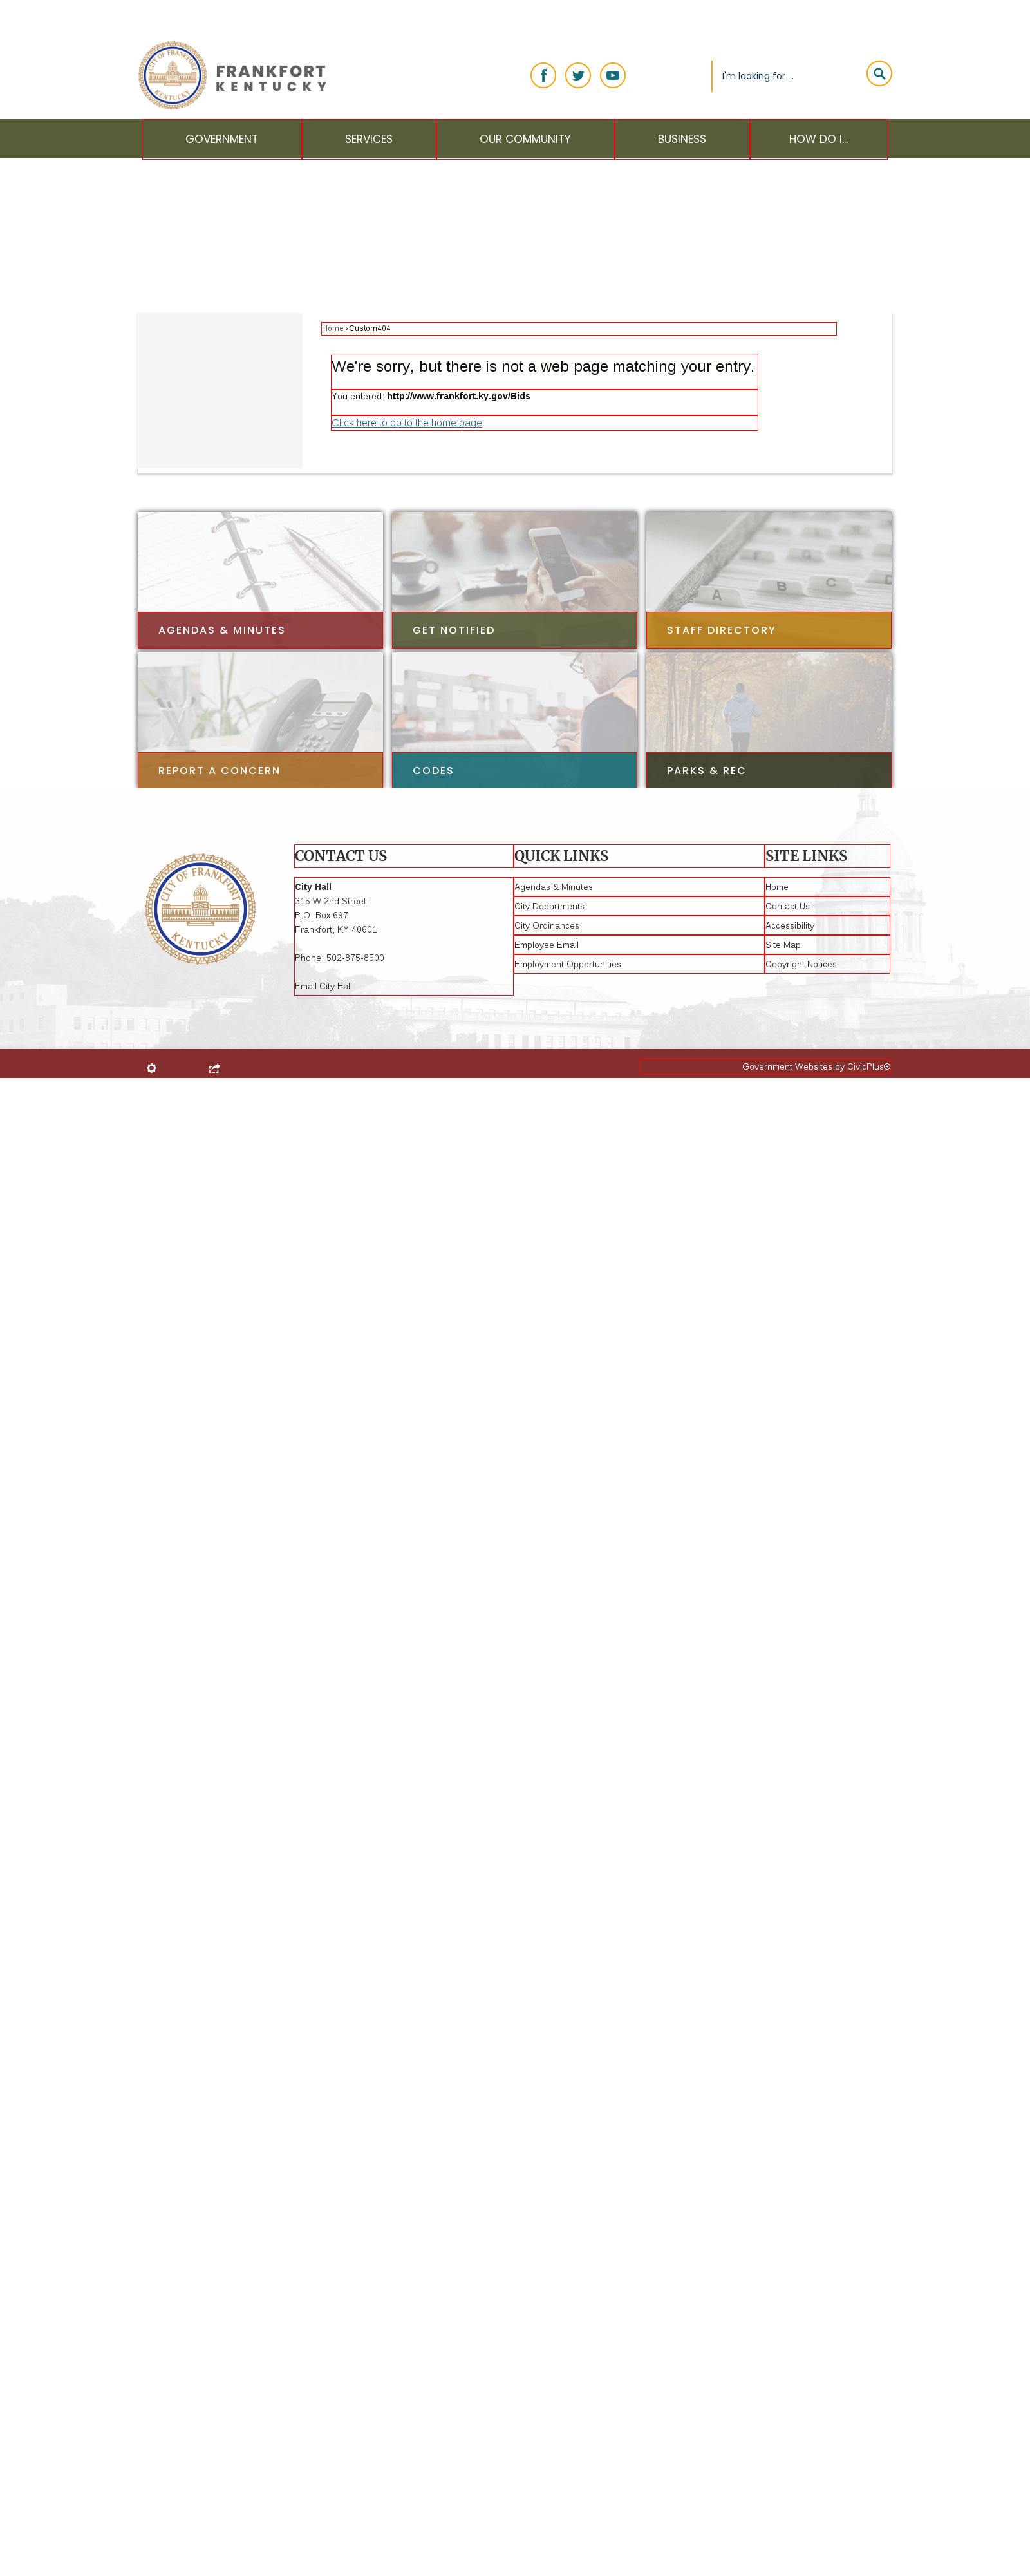 FRANKFORT
KENTUCKY
I'm looking for ...
GOVERNMENT
SERVICES
OUR COMMUNITY
BUSINESS
HOW DO I...
Home › Custom404
We're sorry, but there is not a web page matching your entry.
You entered: http://www.frankfort.ky.gov/Bids
Click here to go to the home page
AGENDAS & MINUTES
GET NOTIFIED
STAFF DIRECTORY
REPORT A CONCERN
CODES
PARKS & REC
CITY OF FRANKFORT
KENTUCKY
CONTACT US
City Hall
315 W 2nd Street
P.O. Box 697
Frankfort, KY 40601
Phone: 502-875-8500
Email City Hall
QUICK LINKS
Agendas & Minutes
City Departments
City Ordinances
Employee Email
Employment Opportunities
SITE LINKS
Home
Contact Us
Accessibility
Site Map
Copyright Notices
Government Websites by CivicPlus®